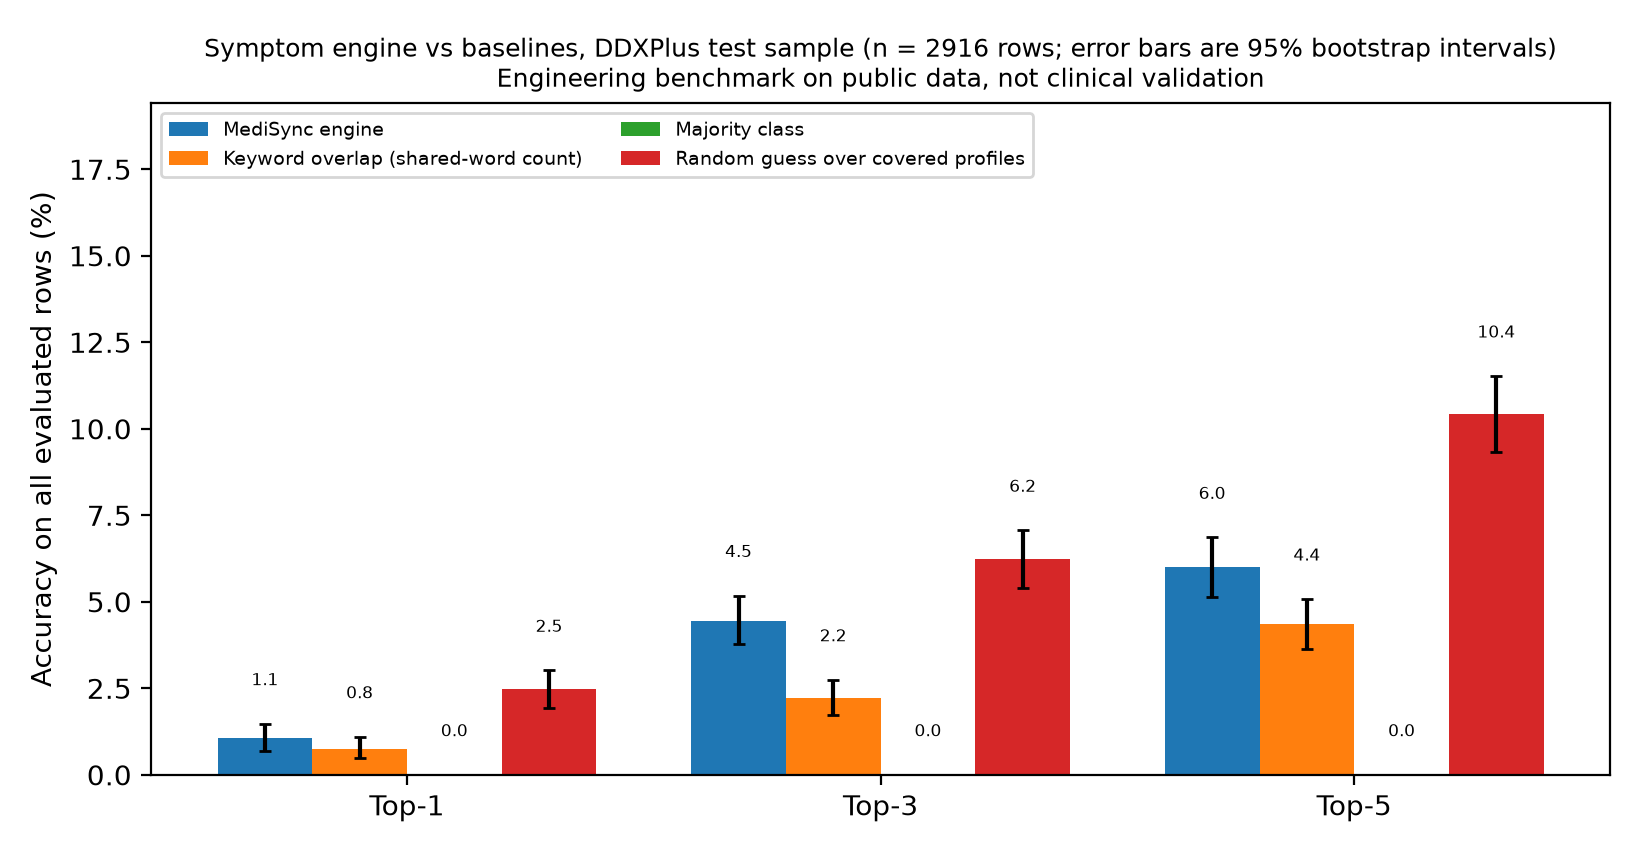 Symptom engine vs baselines, DDXPlus test sample (n = 2916 rows; error bars are 95% bootstrap intervals)
Engineering benchmark on public data, not clinical validation
MediSync engine
Keyword overlap (shared-word count)
Majority class
Random guess over covered profiles
Accuracy on all evaluated rows (%)
17.5
15.0
12.5
10.0
7.5
5.0
2.5
0.0
1.1
0.8
0.0
2.5
4.5
2.2
0.0
6.2
6.0
4.4
0.0
10.4
Top-1
Top-3
Top-5